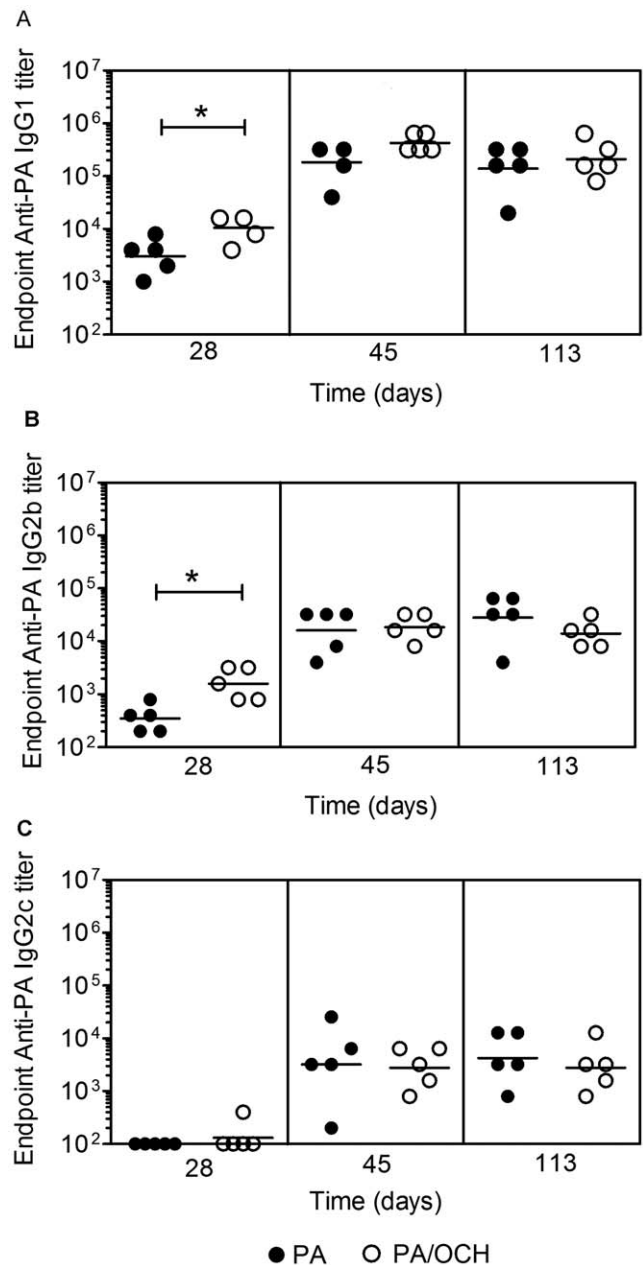 A
Endpoint Anti-PA IgG1 titer
10^7
10^6
10^5
10^4
10^3
10^2
*
28 45 113
Time (days)
B
Endpoint Anti-PA IgG2b titer
10^7
10^6
10^5
10^4
10^3
10^2
*
28 45 113
Time (days)
C
Endpoint Anti-PA IgG2c titer
10^7
10^6
10^5
10^4
10^3
10^2
28 45 113
Time (days)
PA PA/OCH